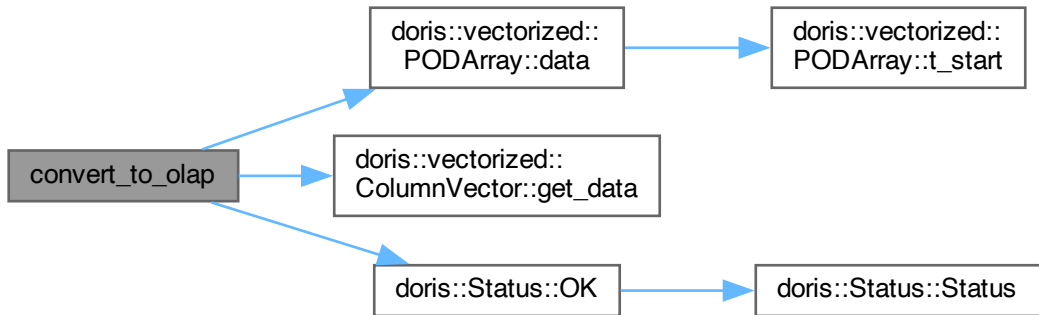 convert_to_olap
doris::vectorized::
PODArray::data
doris::vectorized::
PODArray::t_start
doris::vectorized::
ColumnVector::get_data
doris::Status::OK
doris::Status::Status